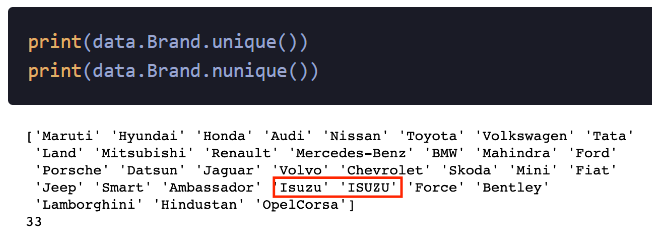 print(data.Brand.unique())
print(data.Brand.nunique())
['Maruti' 'Hyundai' 'Honda' 'Audi' 'Nissan' 'Toyota' 'Volkswagen' 'Tata'
'Land' 'Mitsubishi' 'Renault' 'Mercedes-Benz' 'BMW' 'Mahindra' 'Ford'
'Porsche' 'Datsun' 'Jaguar' 'Volvo' 'Chevrolet' 'Skoda' 'Mini' 'Fiat'
'Jeep' 'Smart' 'Ambassador' 'Isuzu' 'ISUZU' 'Force' 'Bentley'
'Lamborghini' 'Hindustan' 'OpelCorsa']
33